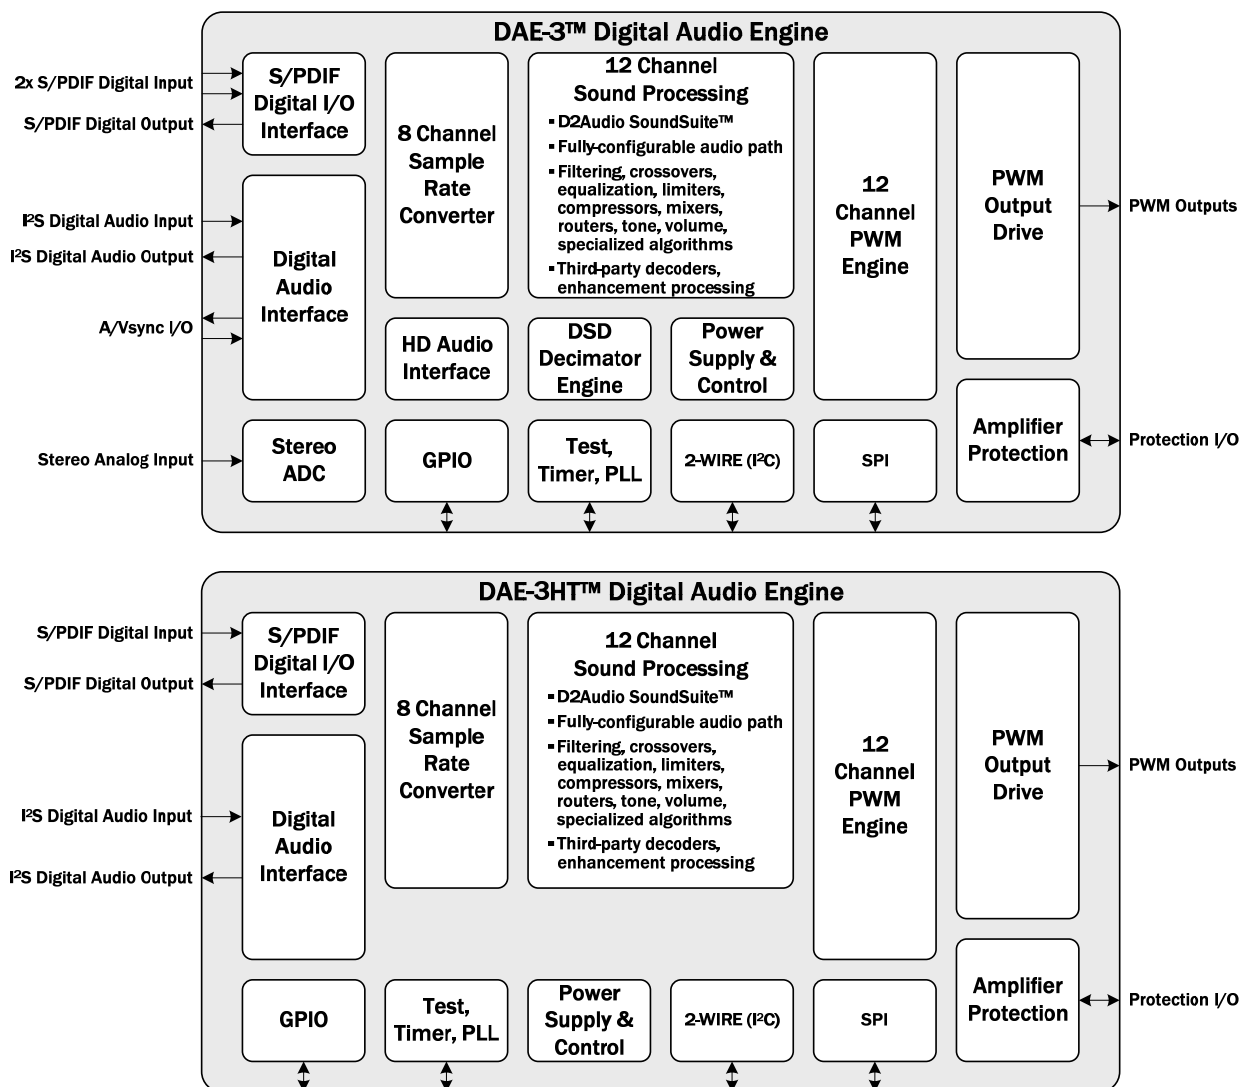 DAE-3™ Digital Audio Engine
2x S/PDIF Digital Input
S/PDIF Digital Output
I²S Digital Audio Input
I²S Digital Audio Output
A/Vsync I/O
Stereo Analog Input
S/PDIF
Digital I/O
Interface
Digital
Audio
Interface
Stereo
ADC
8 Channel
Sample
Rate
Converter
HD Audio
Interface
GPIO
12 Channel
Sound Processing
▪ D2Audio SoundSuite™
▪ Fully-configurable audio path
▪ Filtering, crossovers,
equalization, limiters,
compressors, mixers,
routers, tone, volume,
specialized algorithms
▪ Third-party decoders,
enhancement processing
DSD
Decimator
Engine
Power
Supply &
Control
Test,
Timer, PLL
2-WIRE (I²C)
12
Channel
PWM
Engine
SPI
PWM
Output
Drive
Amplifier
Protection
PWM Outputs
Protection I/O
DAE-3HT™ Digital Audio Engine
S/PDIF Digital Input
S/PDIF Digital Output
I²S Digital Audio Input
I²S Digital Audio Output
S/PDIF
Digital I/O
Interface
Digital
Audio
Interface
GPIO
8 Channel
Sample
Rate
Converter
Test,
Timer, PLL
12 Channel
Sound Processing
▪ D2Audio SoundSuite™
▪ Fully-configurable audio path
▪ Filtering, crossovers,
equalization, limiters,
compressors, mixers,
routers, tone, volume,
specialized algorithms
▪ Third-party decoders,
enhancement processing
Power
Supply &
Control
2-WIRE (I²C)
12
Channel
PWM
Engine
SPI
PWM
Output
Drive
Amplifier
Protection
PWM Outputs
Protection I/O